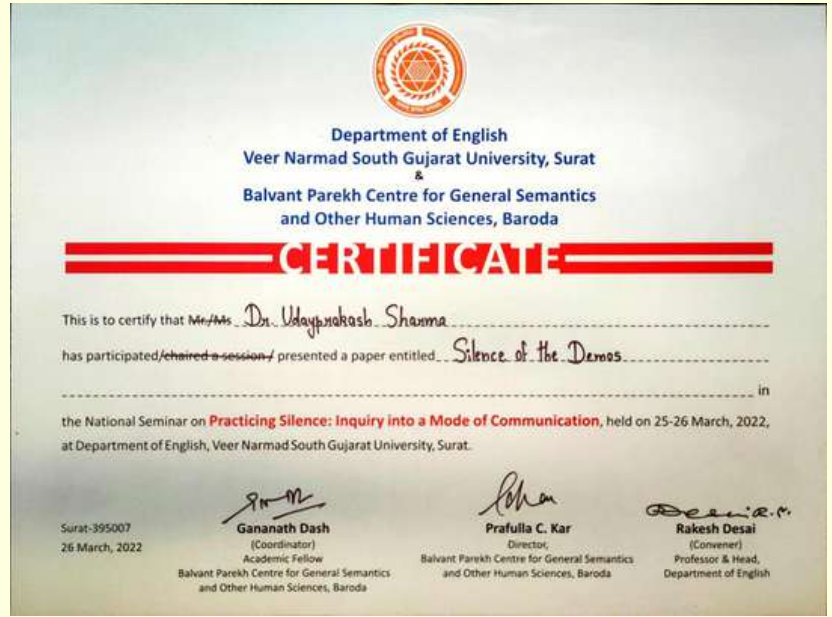 Department of English
Veer Narmad South Gujarat University, Surat
&
Balvant Parekh Centre for General Semantics
and Other Human Sciences, Baroda
CERTIFICATE
This is to certify that Mr./Ms Dr. Udayprakash Sharma
has participated/chaired a session/ presented a paper entitled Silence of the Demos
in
the National Seminar on Practicing Silence: Inquiry into a Mode of Communication, held on 25-26 March, 2022,
at Department of English, Veer Narmad South Gujarat University, Surat.
Surat-395007
26 March, 2022
Gananath Dash
(Coordinator)
Academic Fellow
Balvant Parekh Centre for General Semantics
and Other Human Sciences, Baroda
Prafulla C. Kar
Director,
Balvant Parekh Centre for General Semantics
and Other Human Sciences, Baroda
Rakesh Desai
(Convener)
Professor & Head,
Department of English